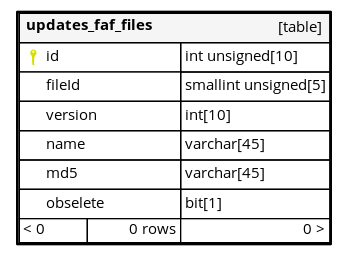 updates_faf_files [table]
id int unsigned[10]
fileId smallint unsigned[5]
version int[10]
name varchar[45]
md5 varchar[45]
obselete bit[1]
< 0 0 rows 0 >